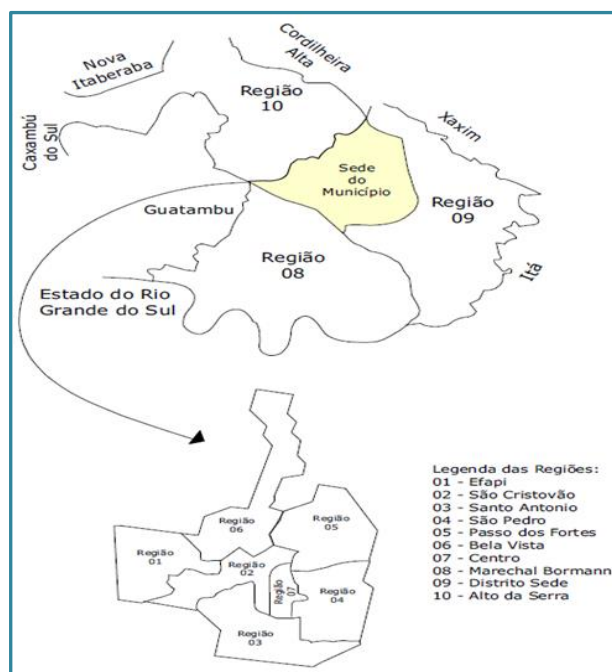 Cordilheira
Alta
Nova
Itaberaba
Região
10
Xaxim
Caxambú
do Sul
Sede
do
Município
Guatambu
Região
09
Região
08
Itá
Estado do Rio
Grande do Sul
Região
06
Região
05
Região
01
Região
02
Região
07
Região
04
Região
03
Legenda das Regiões:
01 - Efapi
02 - São Cristovão
03 - Santo Antonio
04 - São Pedro
05 - Passo dos Fortes
06 - Bela Vista
07 - Centro
08 - Marechal Bormann
09 - Distrito Sede
10 - Alto da Serra